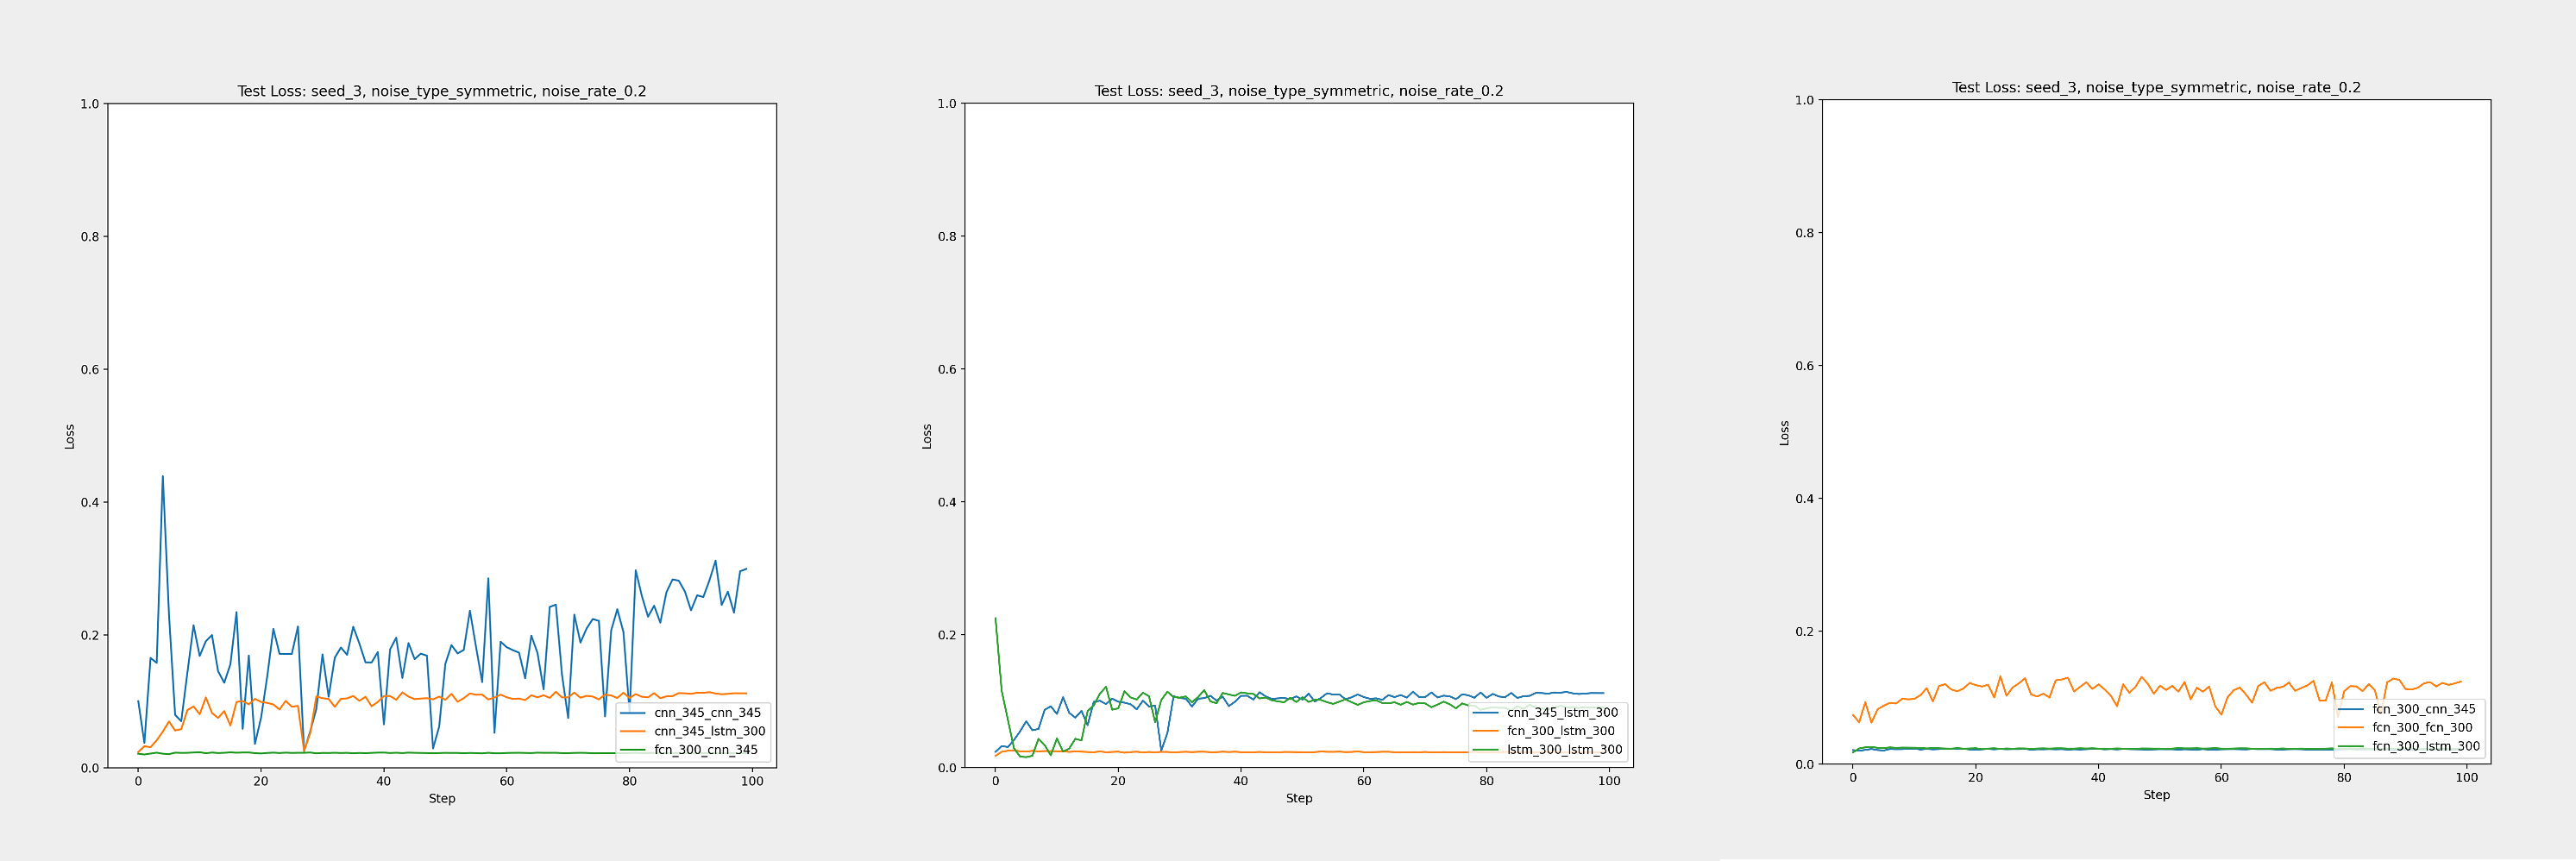 Test Loss: seed_3, noise_type_symmetric, noise_rate_0.2
1.0
0.8
0.6
0.4
0.2
0.0
Loss
0 20 40 60 80 100
Step
cnn_345_cnn_345
cnn_345_lstm_300
fcn_300_cnn_345
Test Loss: seed_3, noise_type_symmetric, noise_rate_0.2
1.0
0.8
0.6
0.4
0.2
0.0
Loss
0 20 40 60 80 100
Step
cnn_345_lstm_300
fcn_300_lstm_300
lstm_300_lstm_300
Test Loss: seed_3, noise_type_symmetric, noise_rate_0.2
1.0
0.8
0.6
0.4
0.2
0.0
Loss
0 20 40 60 80 100
Step
fcn_300_cnn_345
fcn_300_fcn_300
fcn_300_lstm_300